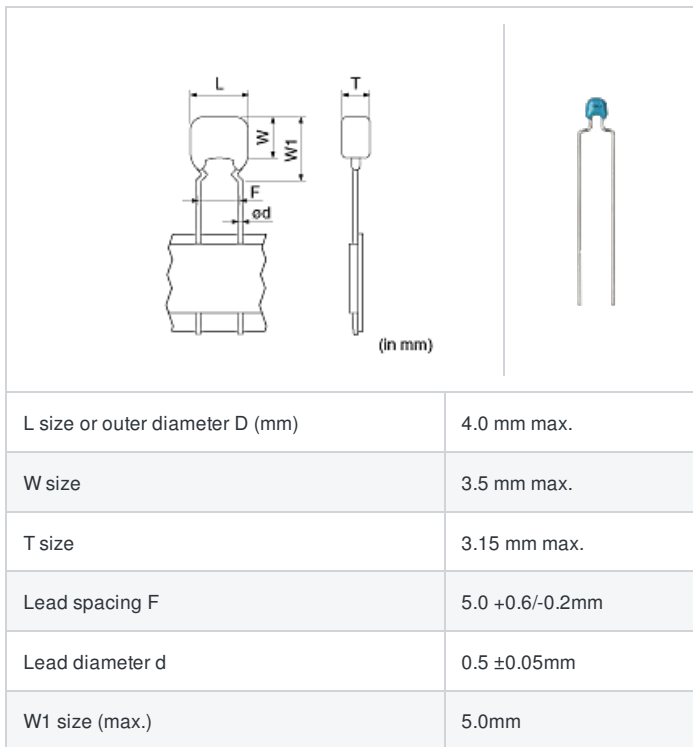 L
T
W
W1
F
ød
(in mm)
L size or outer diameter D (mm) 4.0 mm max.
W size 3.5 mm max.
T size 3.15 mm max.
Lead spacing F 5.0 +0.6/-0.2mm
Lead diameter d 0.5 ±0.05mm
W1 size (max.) 5.0mm